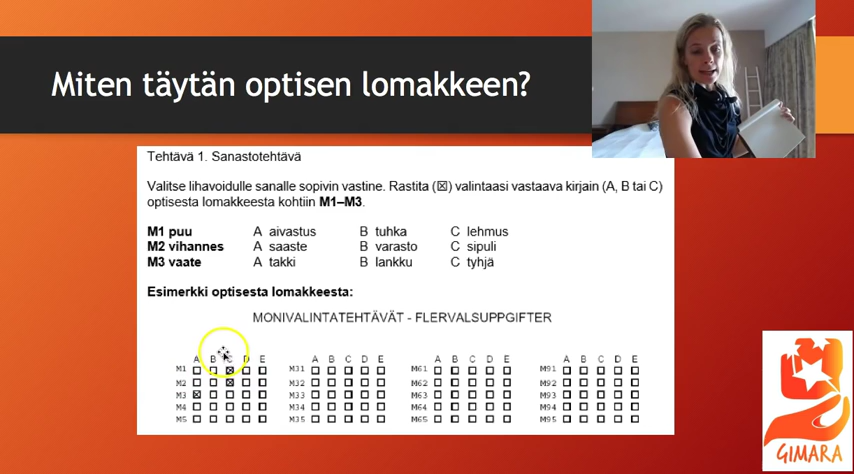 Miten täytän optisen lomakkeen?
Tehtävä 1. Sanastotehtävä
Valitse lihavoidulle sanalle sopivin vastine. Rastita (☒) valintaasi vastaava kirjain (A, B tai C)
optisesta lomakkeesta kohtiin M1–M3.
M1 puu A aivastus B tuhka C lehmus
M2 vihannes A saaste B varasto C sipuli
M3 vaate A takki B lankku C tyhjä
Esimerkki optisesta lomakkeesta:
MONIVALINTATEHTÄVÄT - FLERVALSUPPGIFTER
A B C D E A B C D E A B C D E A B C D E
M1 ☐ ☐ ☒ ☐ ☐ M31 ☐ ☐ ☐ ☐ ☐ M61 ☐ ☐ ☐ ☐ ☐ M91 ☐ ☐ ☐ ☐ ☐
M2 ☐ ☐ ☒ ☐ ☐ M32 ☐ ☐ ☐ ☐ ☐ M62 ☐ ☐ ☐ ☐ ☐ M92 ☐ ☐ ☐ ☐ ☐
M3 ☒ ☐ ☐ ☐ ☐ M33 ☐ ☐ ☐ ☐ ☐ M63 ☐ ☐ ☐ ☐ ☐ M93 ☐ ☐ ☐ ☐ ☐
M4 ☐ ☐ ☐ ☐ ☐ M34 ☐ ☐ ☐ ☐ ☐ M64 ☐ ☐ ☐ ☐ ☐ M94 ☐ ☐ ☐ ☐ ☐
M5 ☐ ☐ ☐ ☐ ☐ M35 ☐ ☐ ☐ ☐ ☐ M65 ☐ ☐ ☐ ☐ ☐ M95 ☐ ☐ ☐ ☐ ☐
GIMARA